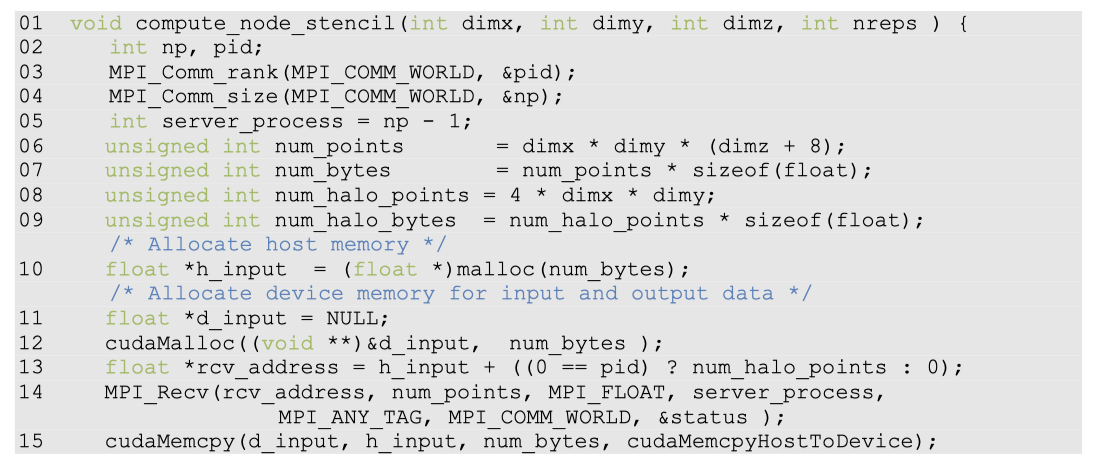 01 void compute_node_stencil(int dimx, int dimy, int dimz, int nreps ) {
02 int np, pid;
03 MPI_Comm_rank(MPI_COMM_WORLD, &pid);
04 MPI_Comm_size(MPI_COMM_WORLD, &np);
05 int server_process = np - 1;
06 unsigned int num_points = dimx * dimy * (dimz + 8);
07 unsigned int num_bytes = num_points * sizeof(float);
08 unsigned int num_halo_points = 4 * dimx * dimy;
09 unsigned int num_halo_bytes = num_halo_points * sizeof(float);
/* Allocate host memory */
10 float *h_input = (float *)malloc(num_bytes);
/* Allocate device memory for input and output data */
11 float *d_input = NULL;
12 cudaMalloc((void **)&d_input, num_bytes );
13 float *rcv_address = h_input + ((0 == pid) ? num_halo_points : 0);
14 MPI_Recv(rcv_address, num_points, MPI_FLOAT, server_process,
MPI_ANY_TAG, MPI_COMM_WORLD, &status );
15 cudaMemcpy(d_input, h_input, num_bytes, cudaMemcpyHostToDevice);